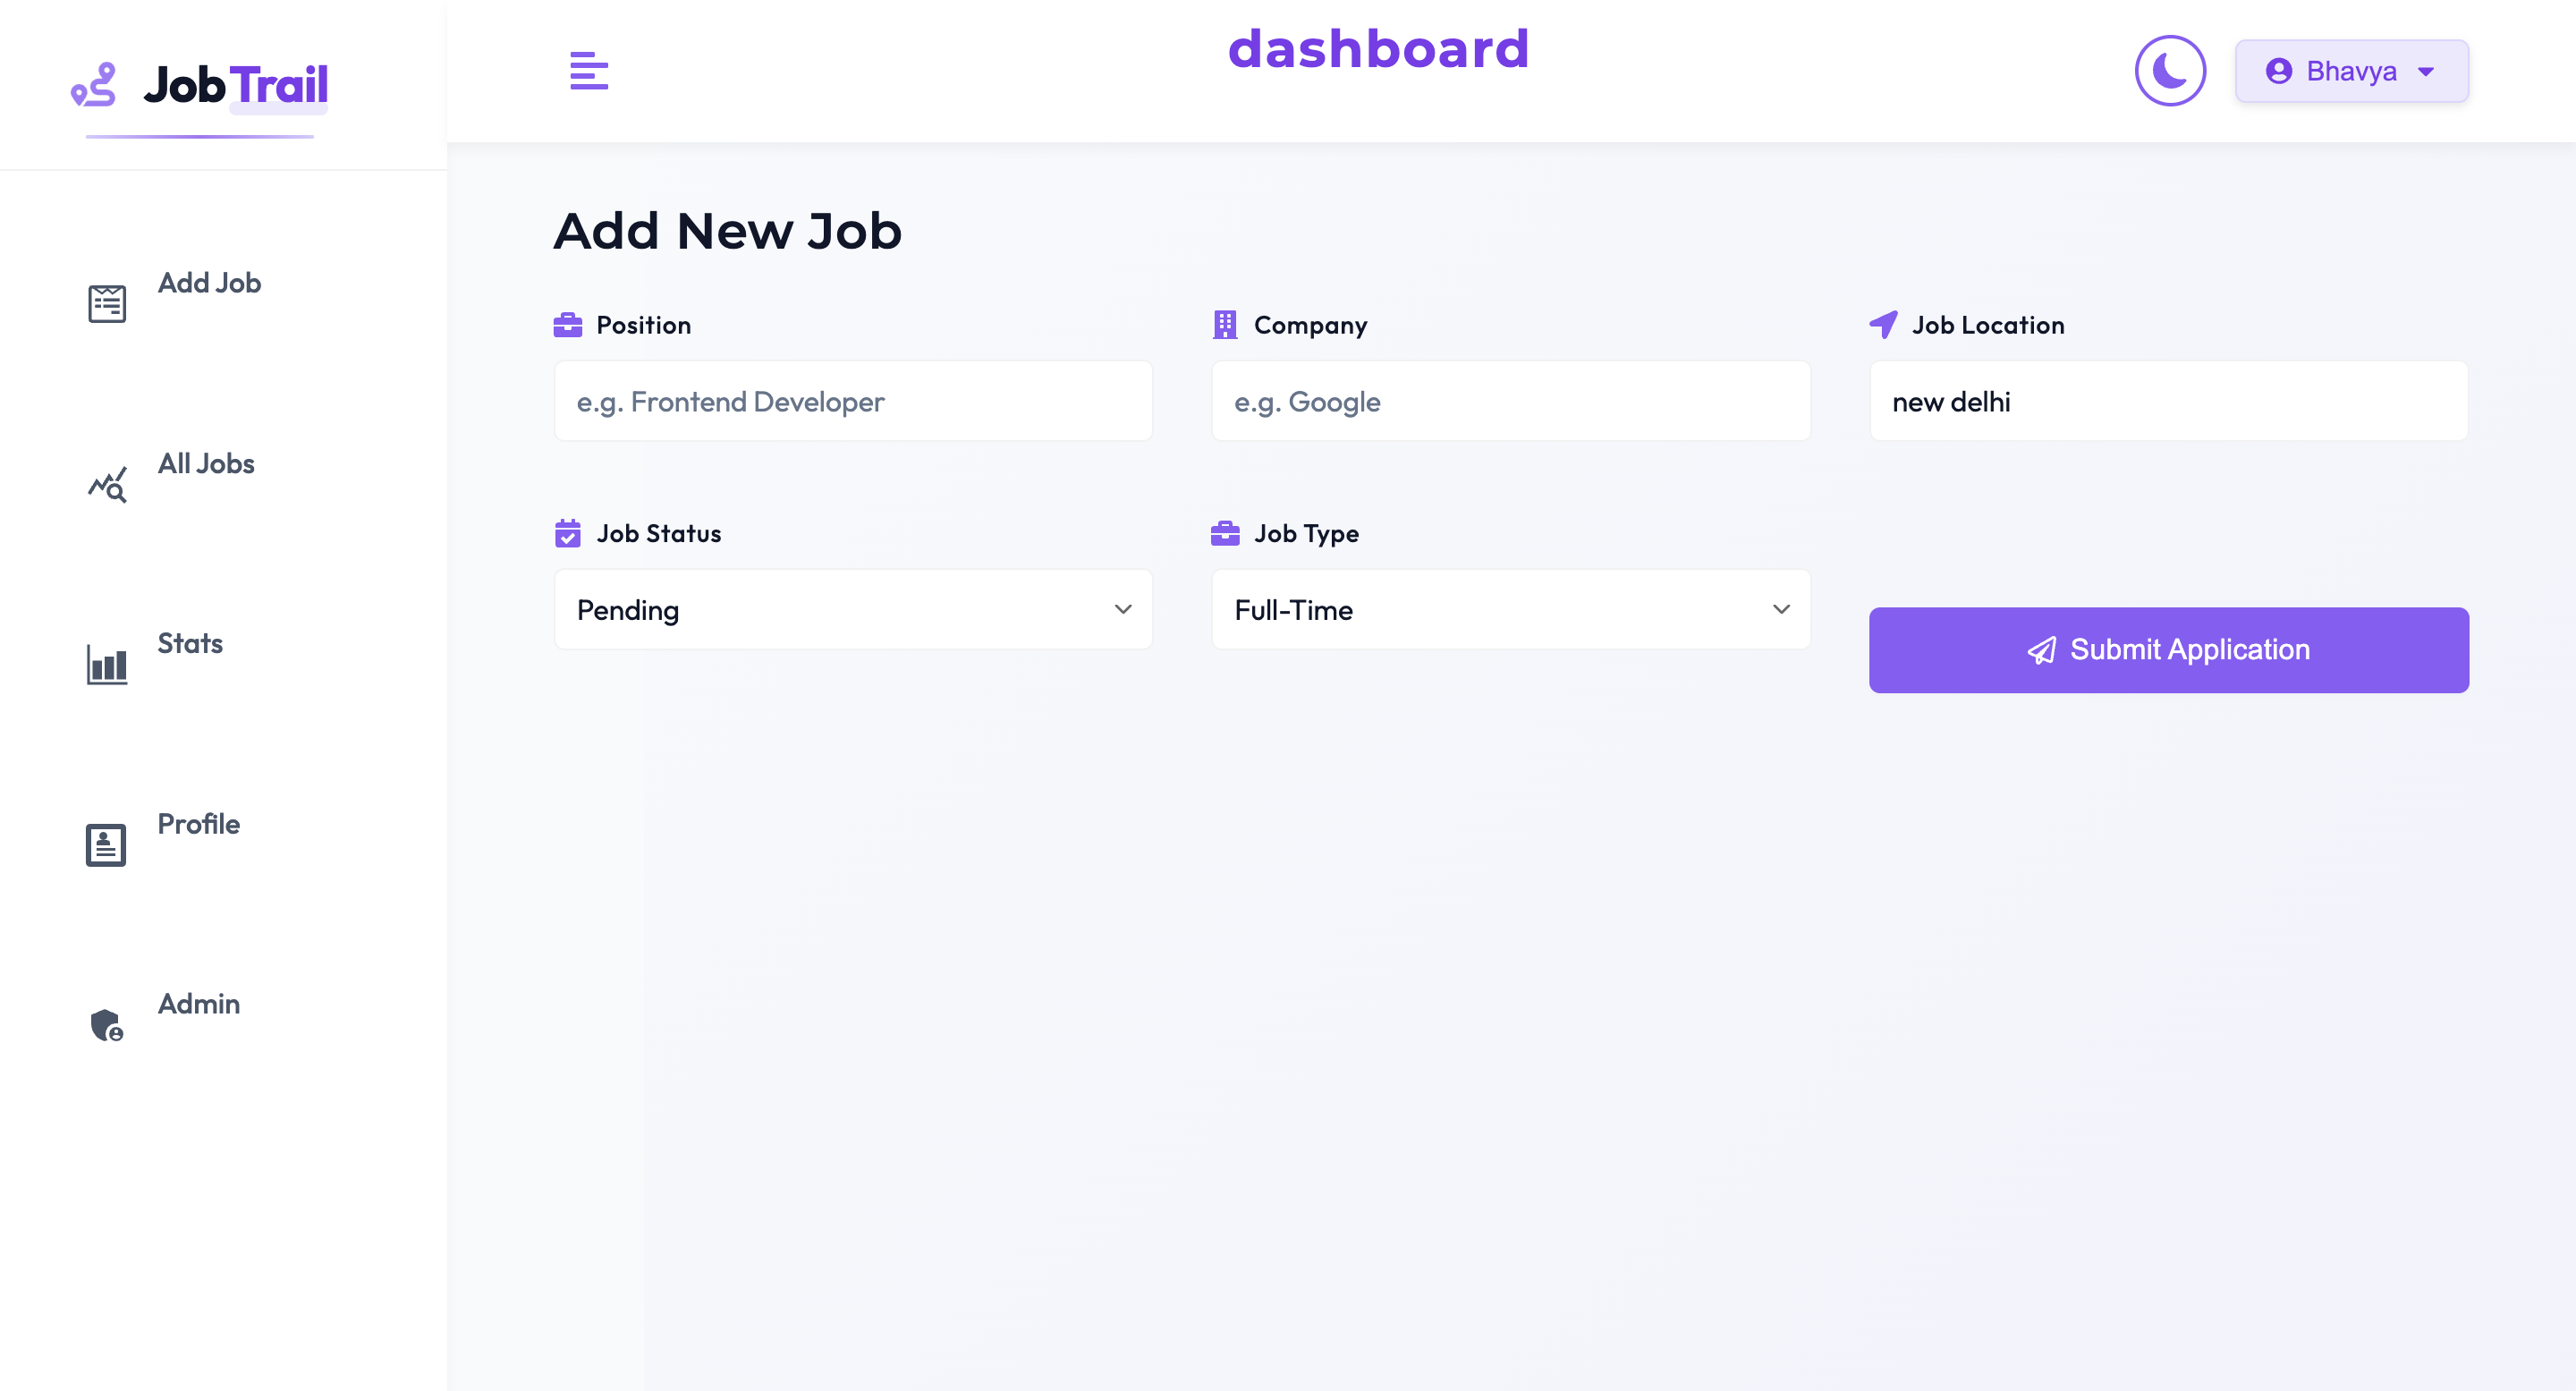 JobTrail
dashboard
Bhavya
Add Job
All Jobs
Stats
Profile
Admin
Add New Job
Position
e.g. Frontend Developer
Company
e.g. Google
Job Location
new delhi
Job Status
Pending
Job Type
Full-Time
Submit Application